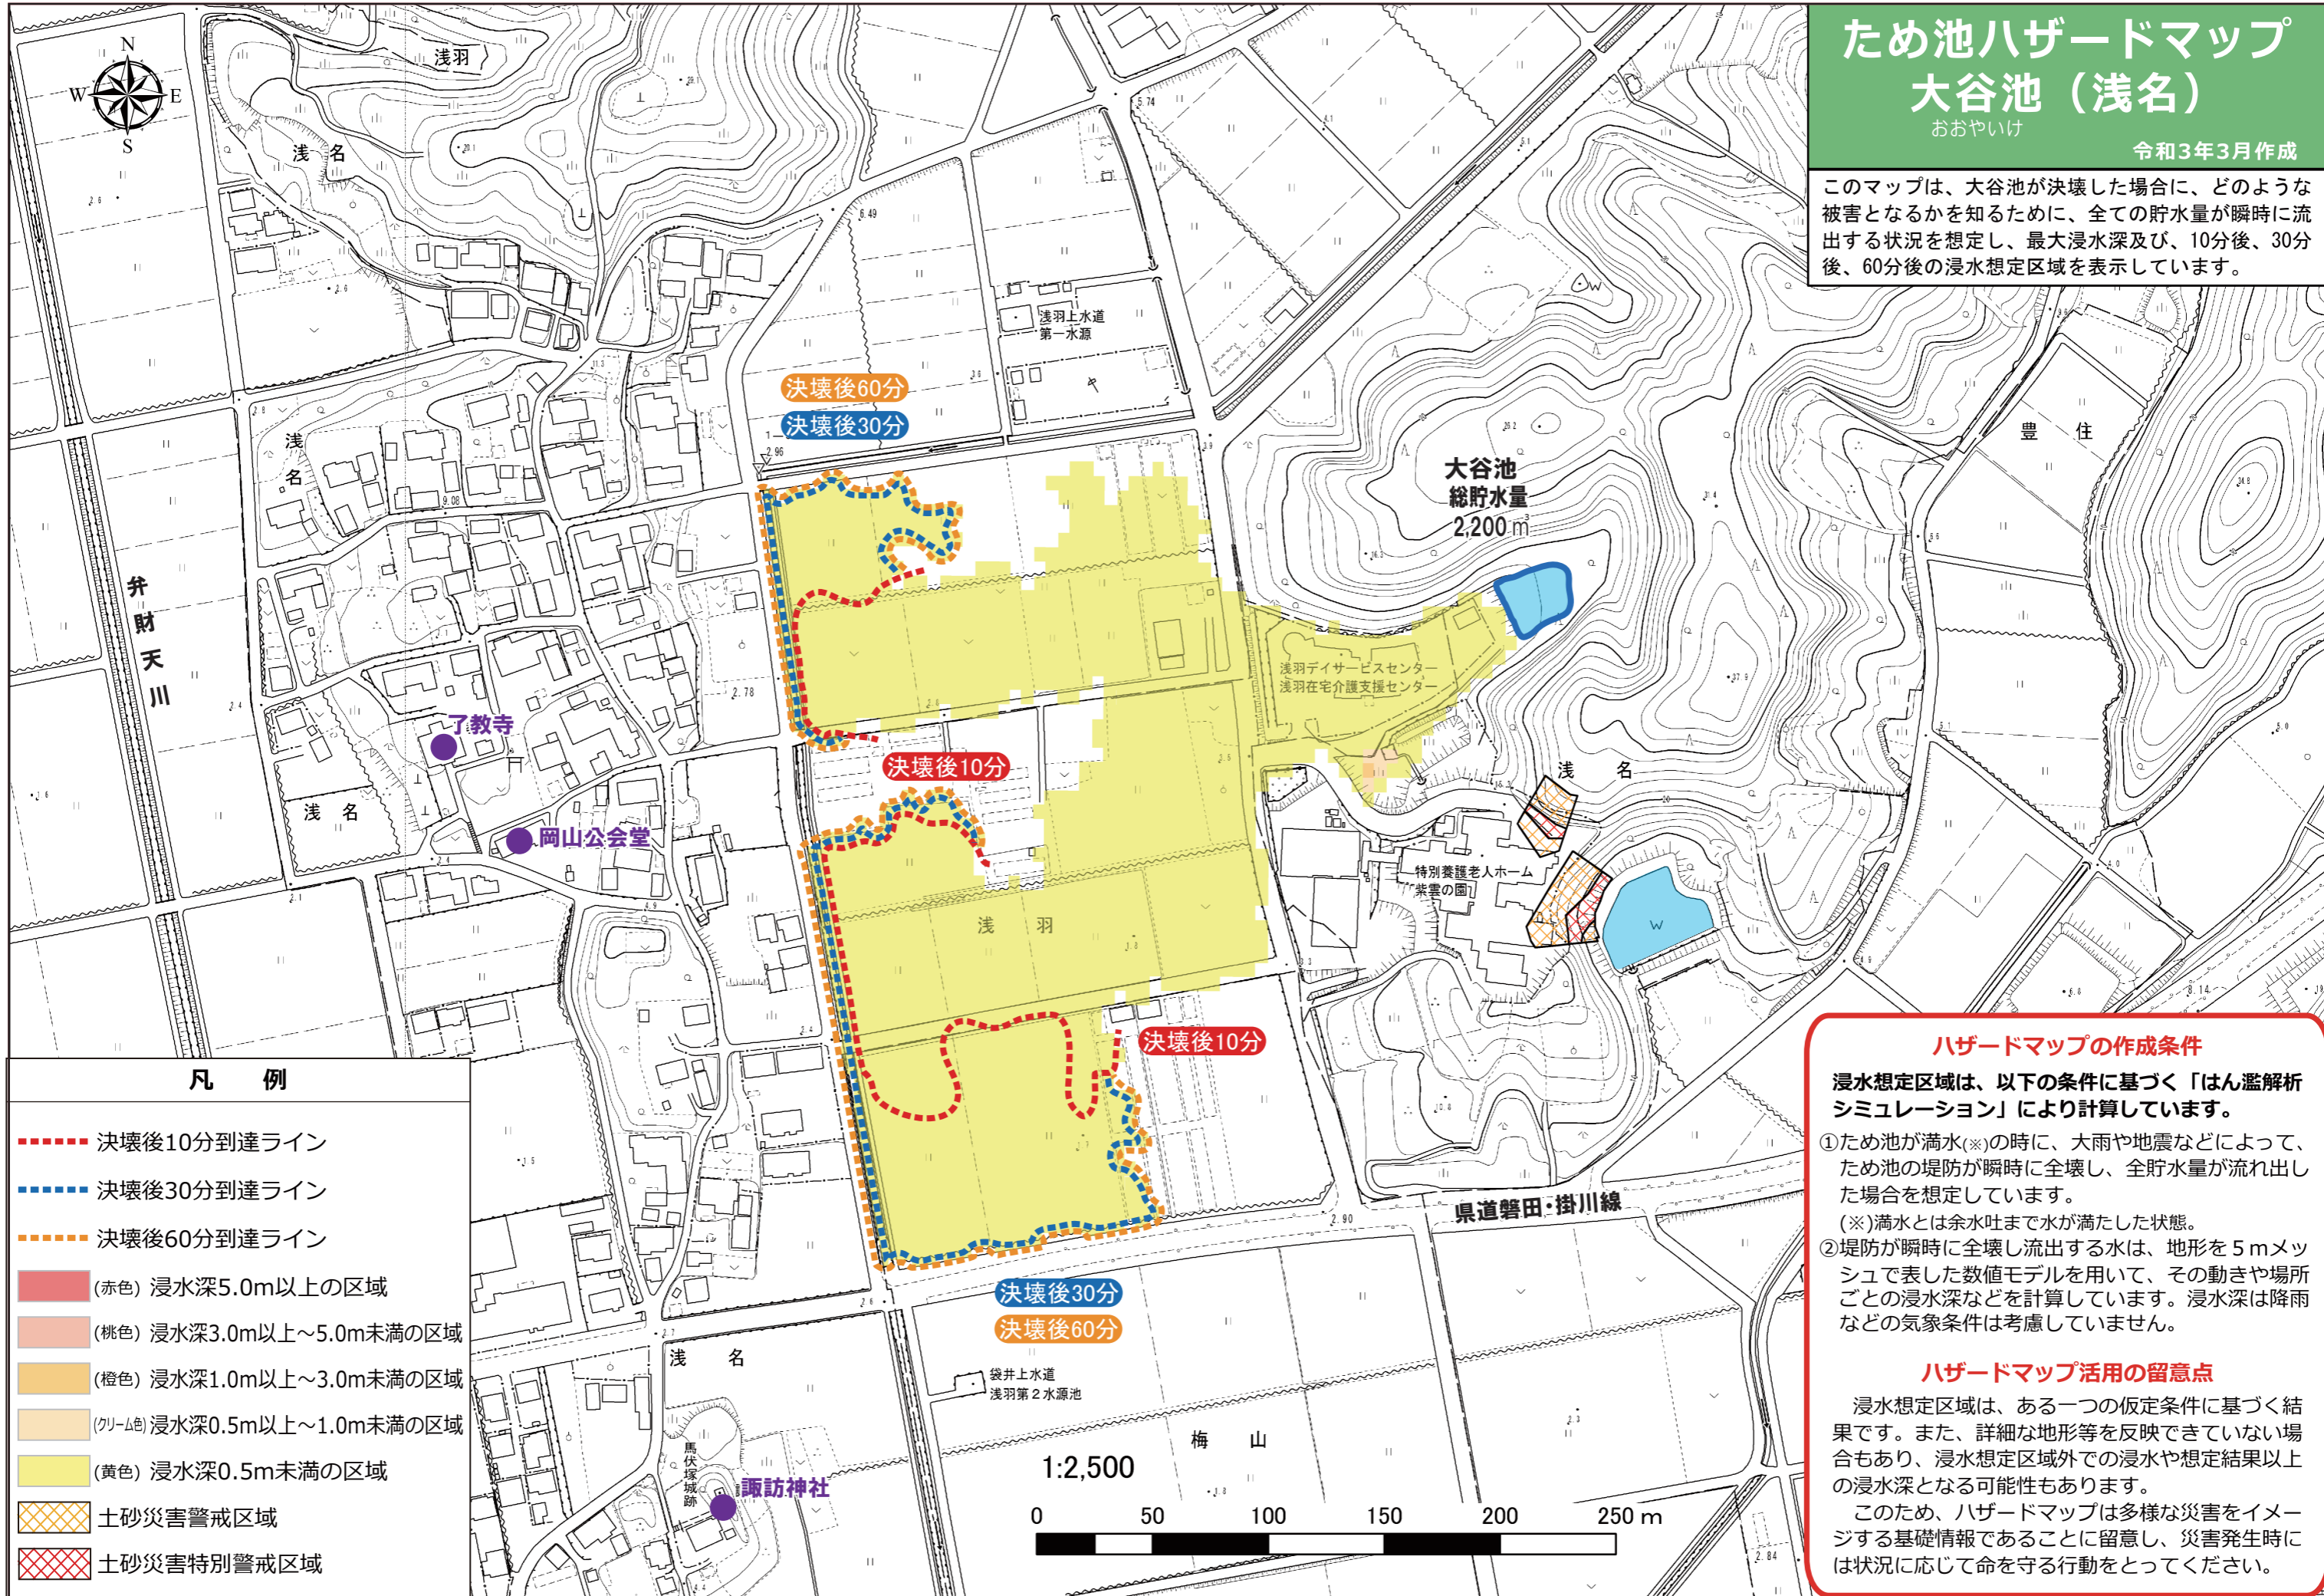 ため池ハザードマップ
大谷池（浅名）
おおやいけ
令和3年3月作成
このマップは、大谷池が決壊した場合に、どのような
被害となるかを知るために、全ての貯水量が瞬時に流
出する状況を想定し、最大浸水深及び、10分後、30分
後、60分後の浸水想定区域を表示しています。
N
W
E
S
浅羽
浅名
6.49
5.74
浅羽上水道
第一水源
決壊後60分
決壊後30分
2.96
浅名
9.08
大谷池
総貯水量
2,200㎥
豊住
弁財天川
浅羽デイサービスセンター
浅羽在宅介護支援センター
2.78
了教寺
決壊後10分
浅名
浅名
岡山公会堂
特別養護老人ホーム
紫雲の園
W
浅羽
決壊後10分
8.14
県道磐田・掛川線
2.90
決壊後30分
決壊後60分
浅名
袋井上水道
浅羽第2水源池
梅山
馬伏塚城跡
諏訪神社
2.84
1:2,500
0 50 100 150 200 250 m
凡例
決壊後10分到達ライン
決壊後30分到達ライン
決壊後60分到達ライン
(赤色) 浸水深5.0m以上の区域
(桃色) 浸水深3.0m以上～5.0m未満の区域
(橙色) 浸水深1.0m以上～3.0m未満の区域
(クリーム色) 浸水深0.5m以上～1.0m未満の区域
(黄色) 浸水深0.5m未満の区域
土砂災害警戒区域
土砂災害特別警戒区域
ハザードマップの作成条件
浸水想定区域は、以下の条件に基づく「はん濫解析
シミュレーション」により計算しています。
①ため池が満水(※)の時に、大雨や地震などによって、
ため池の堤防が瞬時に全壊し、全貯水量が流れ出し
た場合を想定しています。
(※)満水とは余水吐まで水が満たした状態。
②堤防が瞬時に全壊し流出する水は、地形を５ｍメッ
シュで表した数値モデルを用いて、その動きや場所
ごとの浸水深などを計算しています。浸水深は降雨
などの気象条件は考慮していません。
ハザードマップ活用の留意点
浸水想定区域は、ある一つの仮定条件に基づく結
果です。また、詳細な地形等を反映できていない場
合もあり、浸水想定区域外での浸水や想定結果以上
の浸水深となる可能性もあります。
このため、ハザードマップは多様な災害をイメー
ジする基礎情報であることに留意し、災害発生時に
は状況に応じて命を守る行動をとってください。